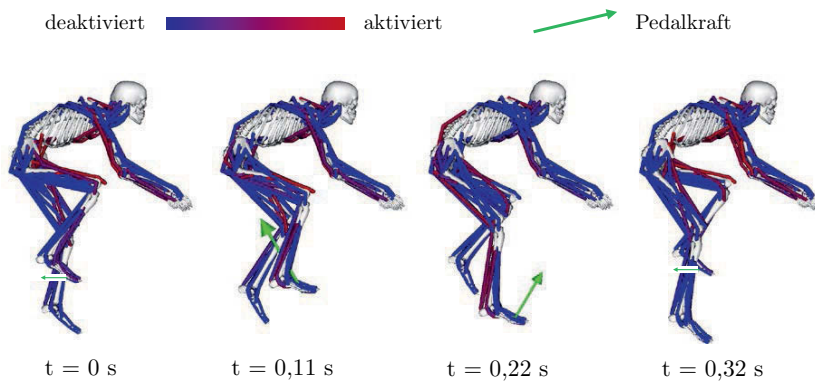 deaktiviert aktiviert Pedalkraft
t = 0 s t = 0,11 s t = 0,22 s t = 0,32 s